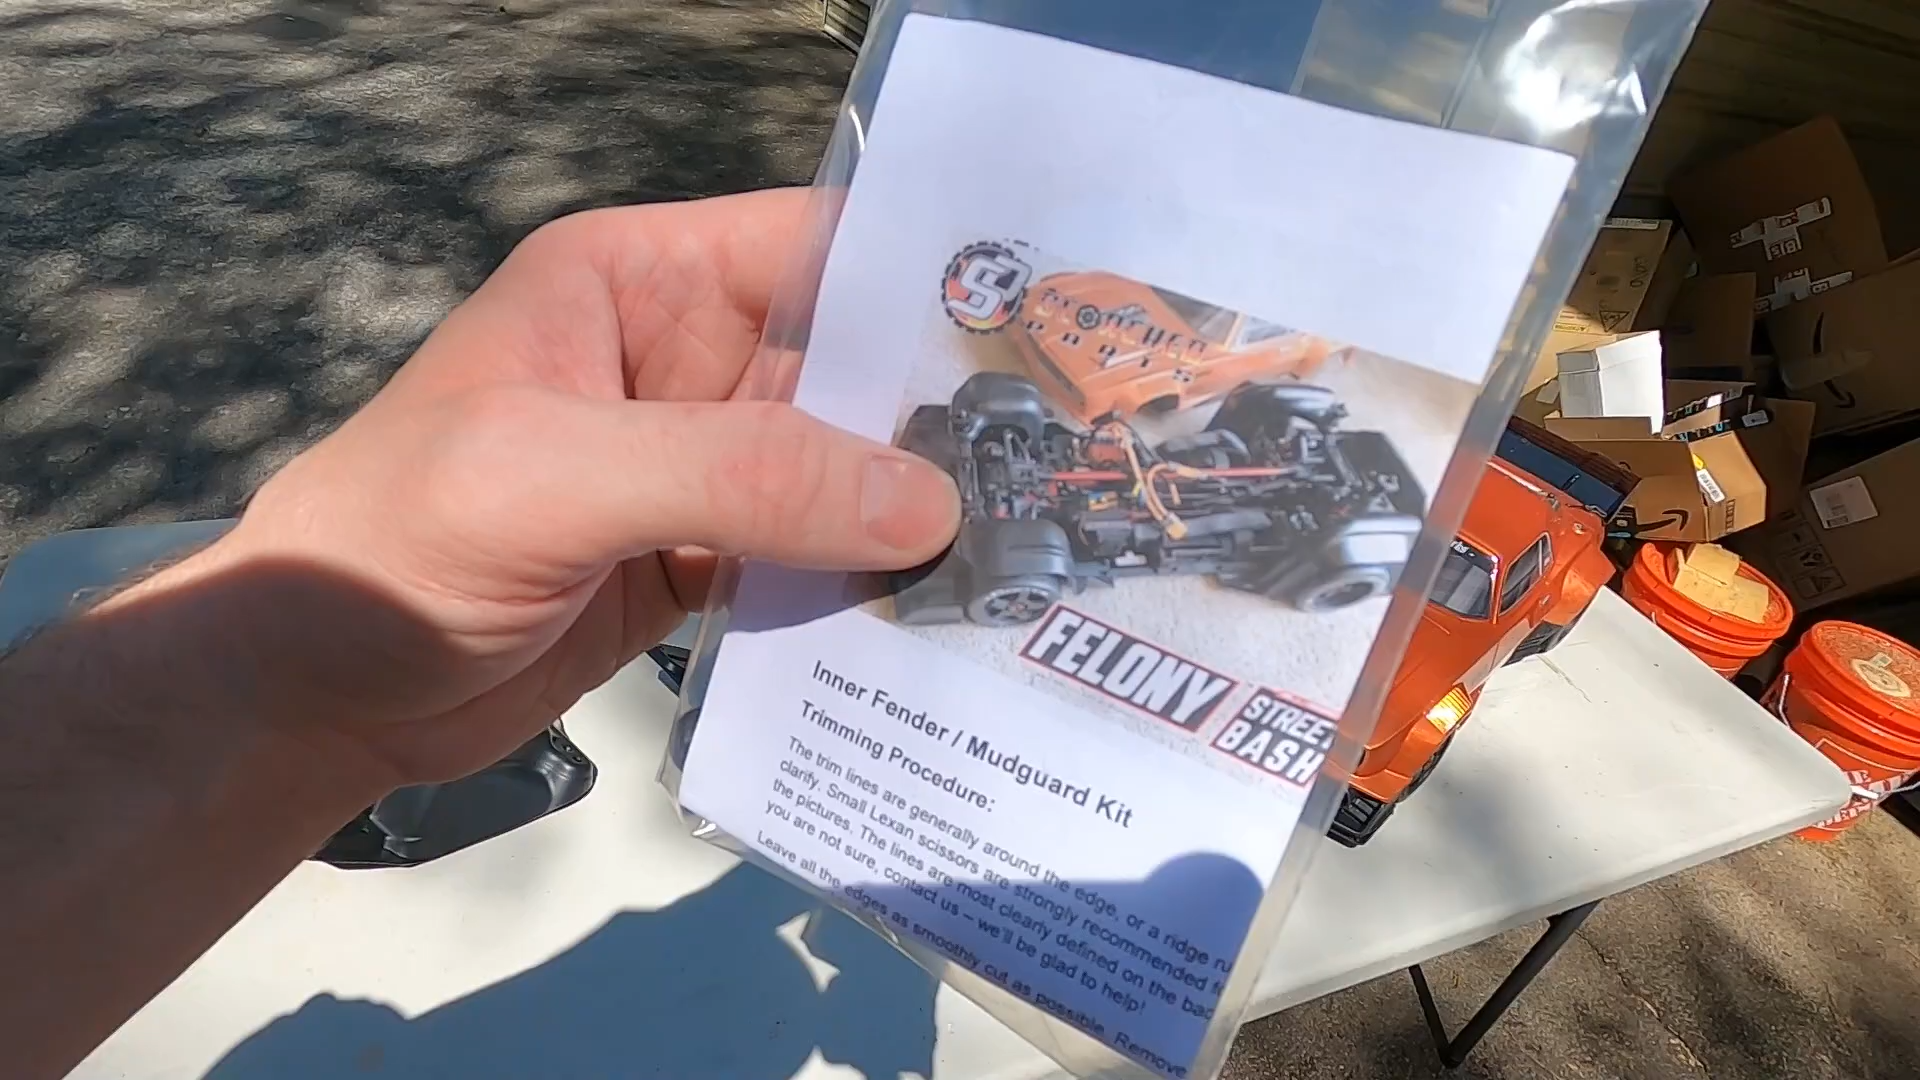 SCORCHED
PARTS
FELONY
STREET
BASH
Inner Fender / Mudguard Kit
Trimming Procedure:
The trim lines are generally around the edge, or a ridge
clarify. Small Lexan scissors are strongly recommended
the pictures. The lines are most clearly defined on the
you are not sure, contact us – we'll be glad to help!
Leave all the edges as smoothly cut as possible. Remove